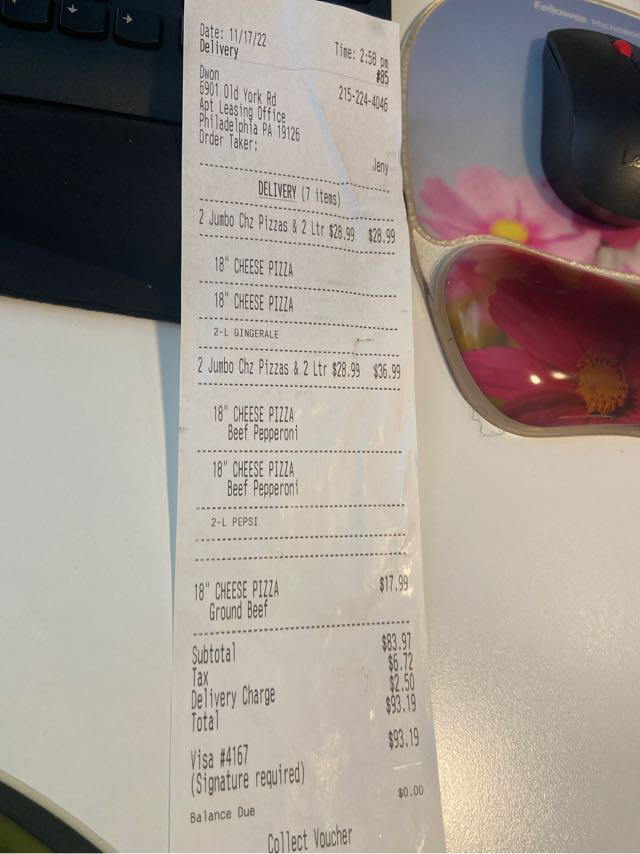 Fellowes
Date: 11/17/22 Time: 2:58 pm
Delivery #85
Dwon 215-224-4046
6901 Old York Rd
Apt Leasing Office
Philadelphia PA 19126
Order Taker: Jeny
DELIVERY (7 items)
2 Jumbo Chz Pizzas & 2 Ltr $28.99 $28.99
18" CHEESE PIZZA
18" CHEESE PIZZA
2-L GINGERALE
2 Jumbo Chz Pizzas & 2 Ltr $28.99 $36.99
18" CHEESE PIZZA
Beef Pepperoni
18" CHEESE PIZZA
Beef Pepperoni
2-L PEPSI
18" CHEESE PIZZA $17.99
Ground Beef
Subtotal $83.97
Tax $6.72
Delivery Charge $2.50
Total $93.19
Visa #4167 $93.19
(Signature required)
Balance Due $0.00
Collect Voucher